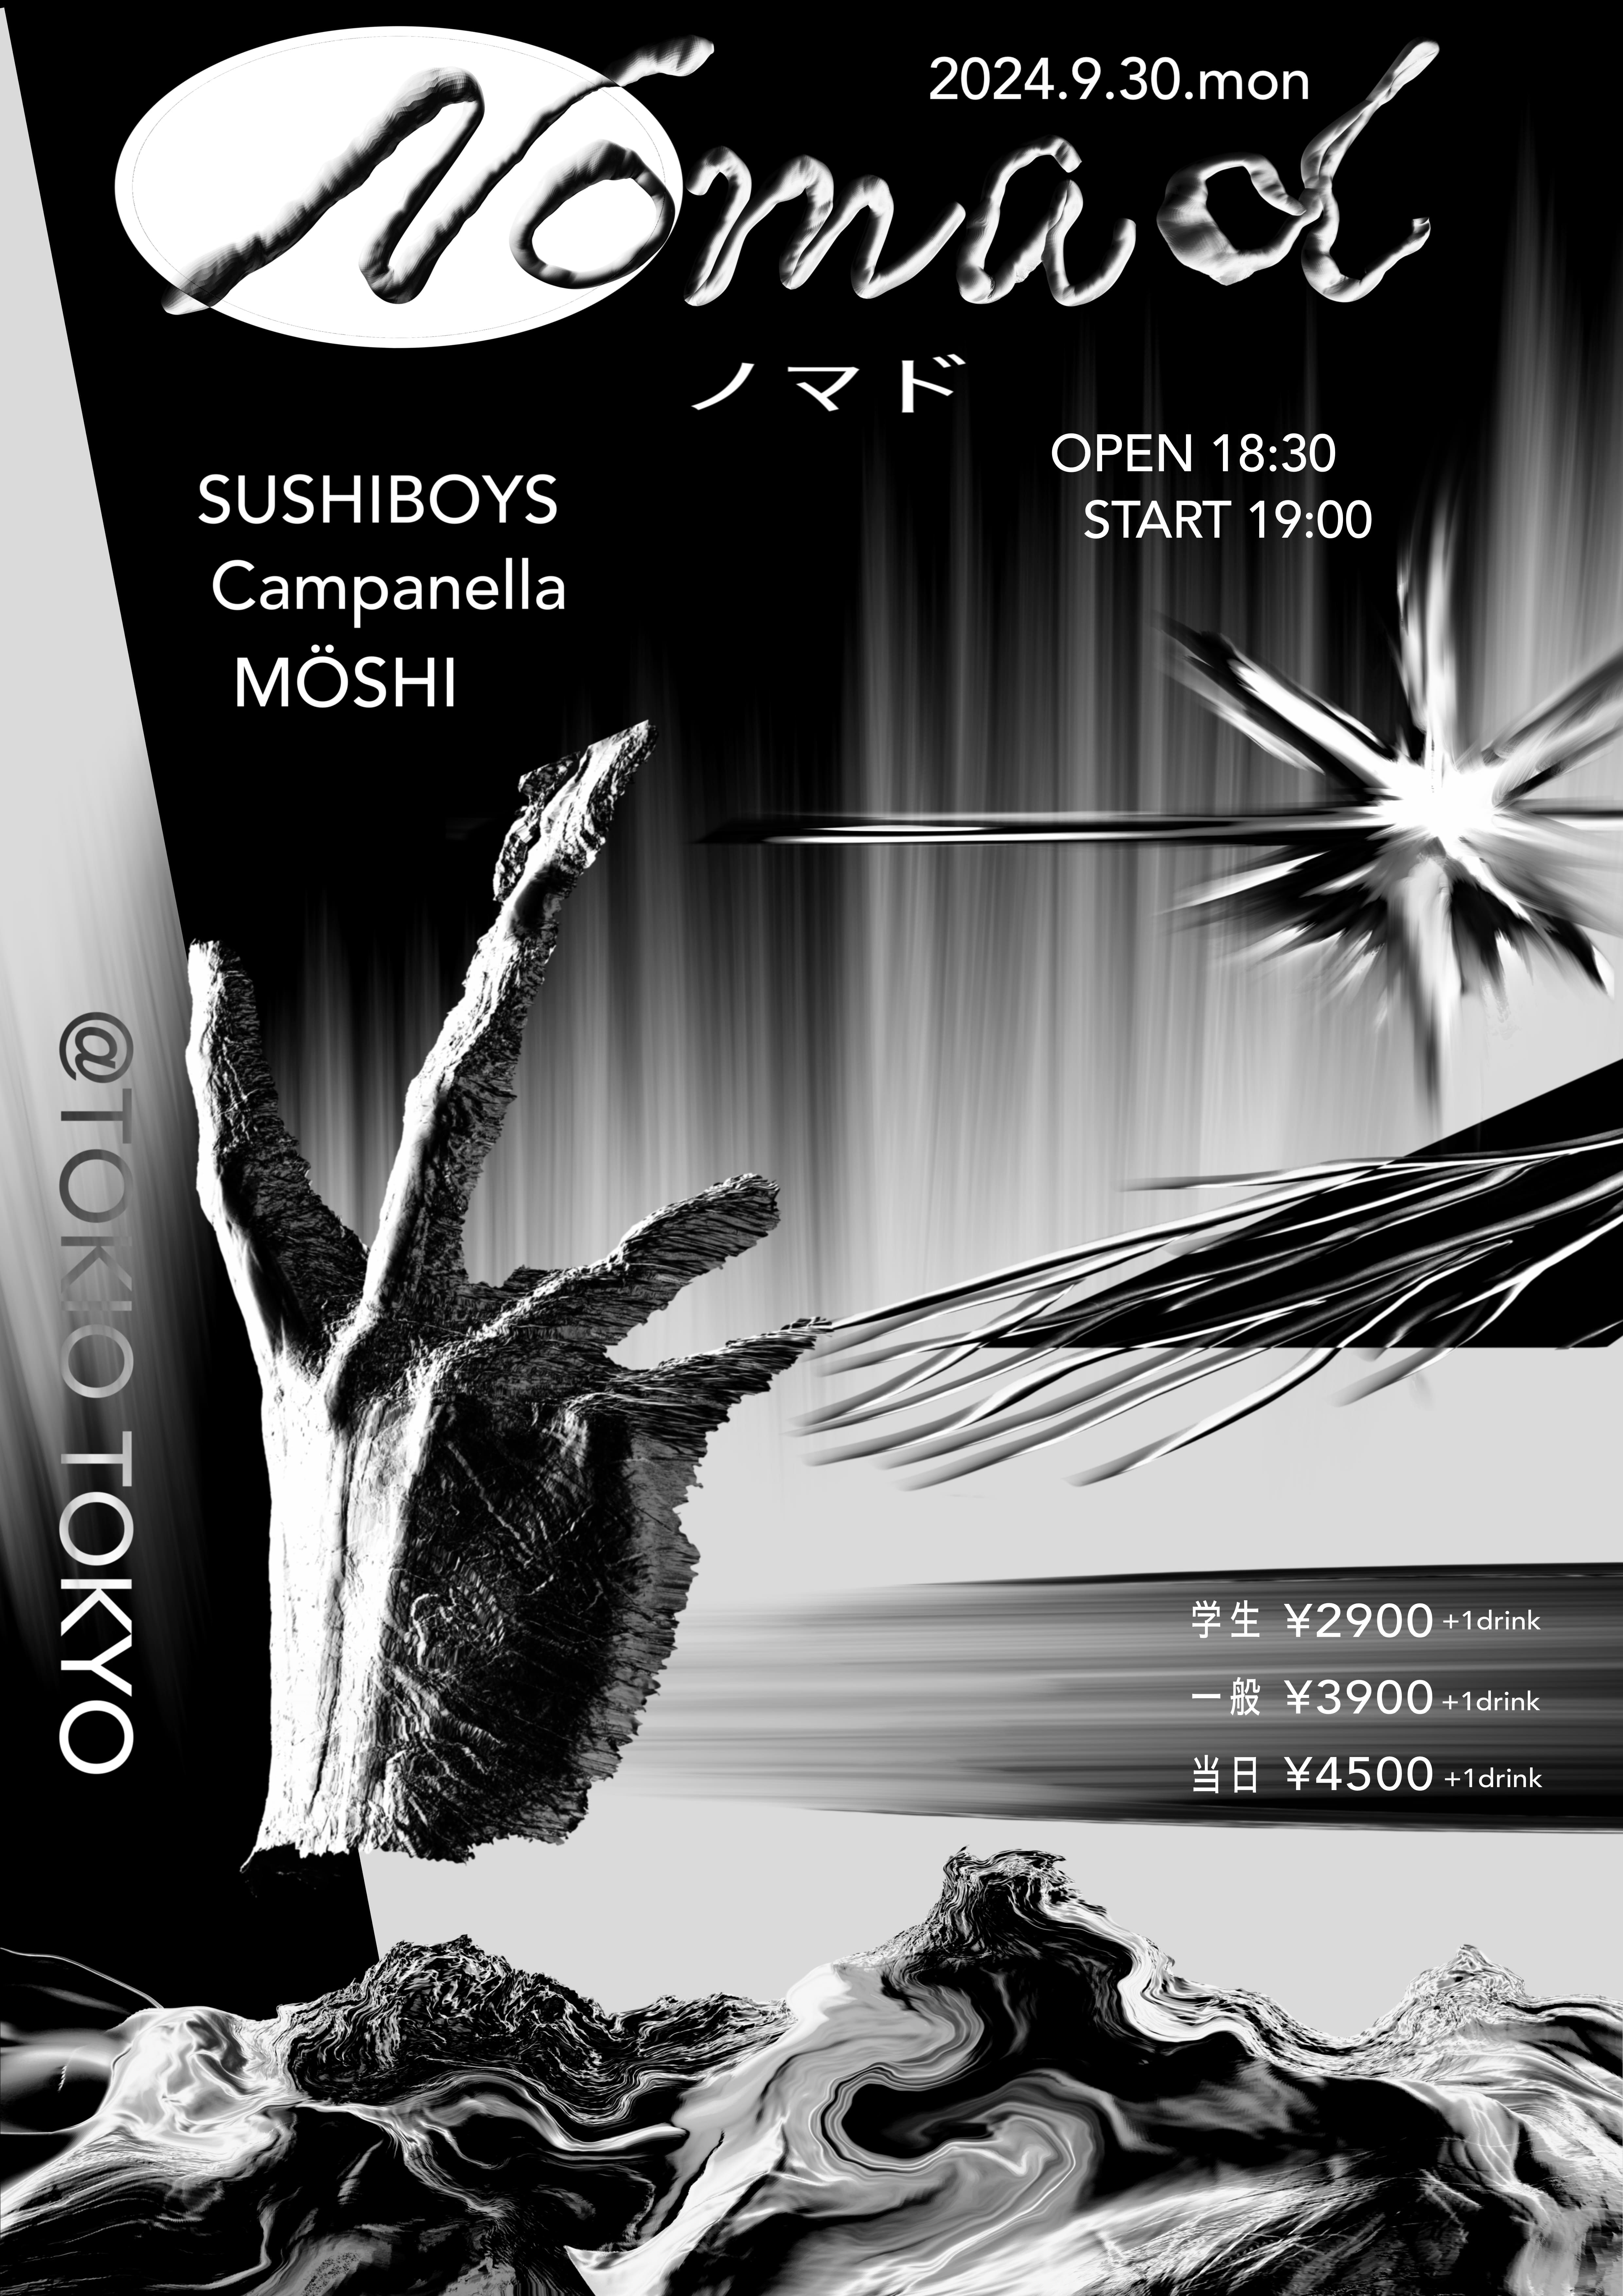 Nomad
2024.9.30.mon
ノマド
OPEN 18:30
START 19:00
SUSHIBOYS
Campanella
MÖSHI
@TOKIO TOKYO
学生 ¥2900 +1drink
一般 ¥3900 +1drink
当日 ¥4500 +1drink